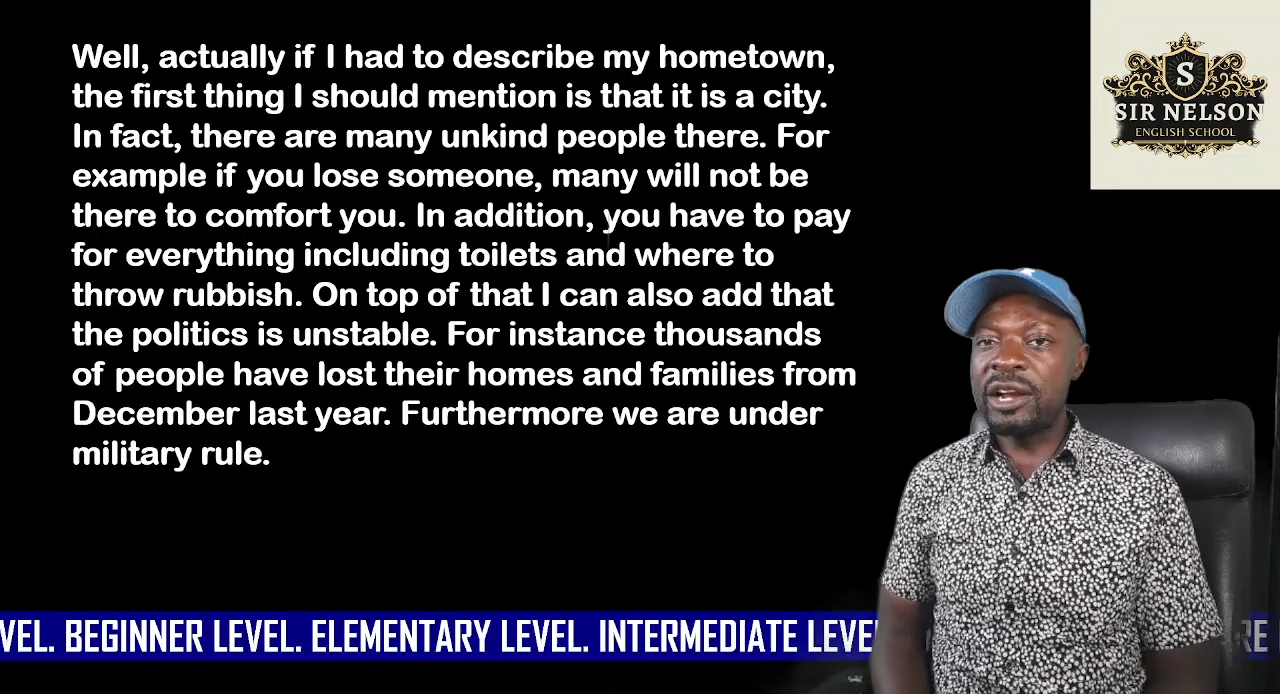 Well, actually if I had to describe my hometown,
the first thing I should mention is that it is a city.
In fact, there are many unkind people there. For
example if you lose someone, many will not be
there to comfort you. In addition, you have to pay
for everything including toilets and where to
throw rubbish. On top of that I can also add that
the politics is unstable. For instance thousands
of people have lost their homes and families from
December last year. Furthermore we are under
military rule.
S
SIR NELSON
ENGLISH SCHOOL
VEL. BEGINNER LEVEL. ELEMENTARY LEVEL. INTERMEDIATE LEVE